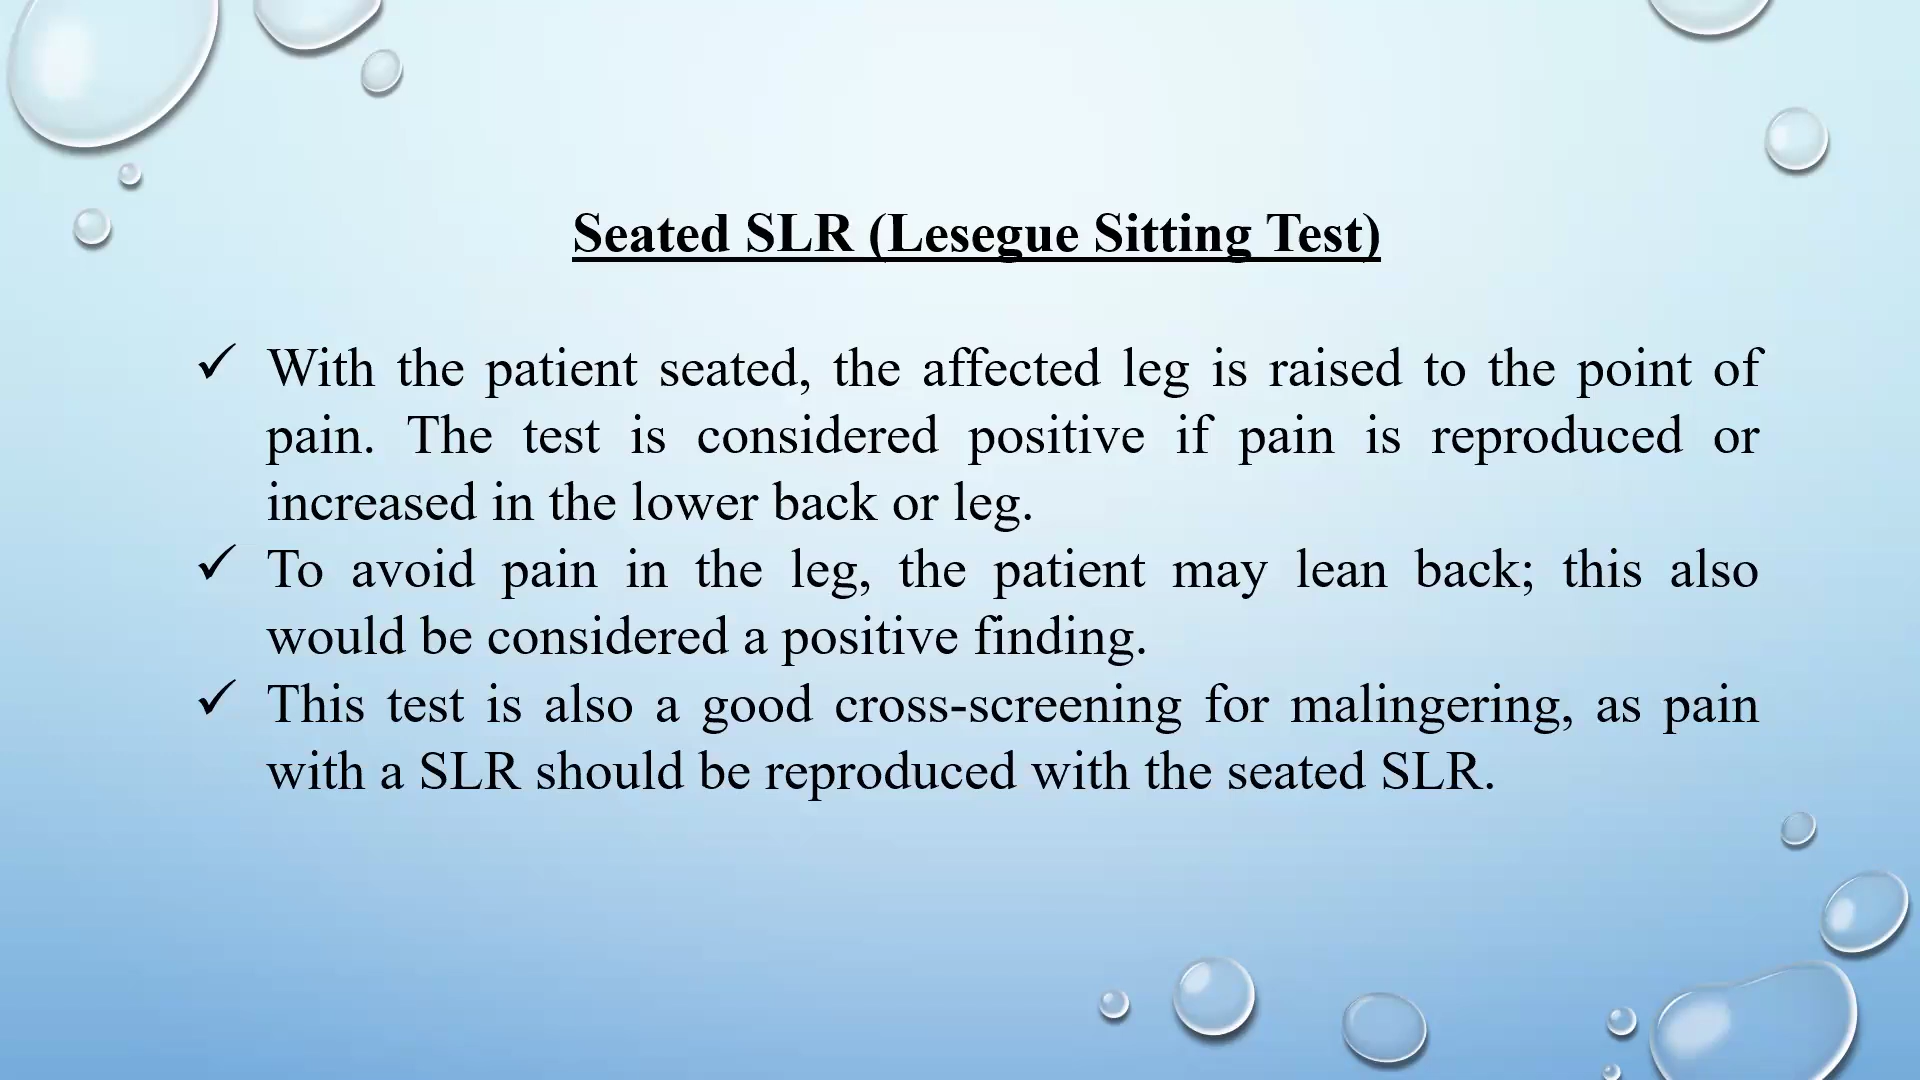 Seated SLR (Lesegue Sitting Test)
✓ With the patient seated, the affected leg is raised to the point of
pain. The test is considered positive if pain is reproduced or
increased in the lower back or leg.
✓ To avoid pain in the leg, the patient may lean back; this also
would be considered a positive finding.
✓ This test is also a good cross-screening for malingering, as pain
with a SLR should be reproduced with the seated SLR.